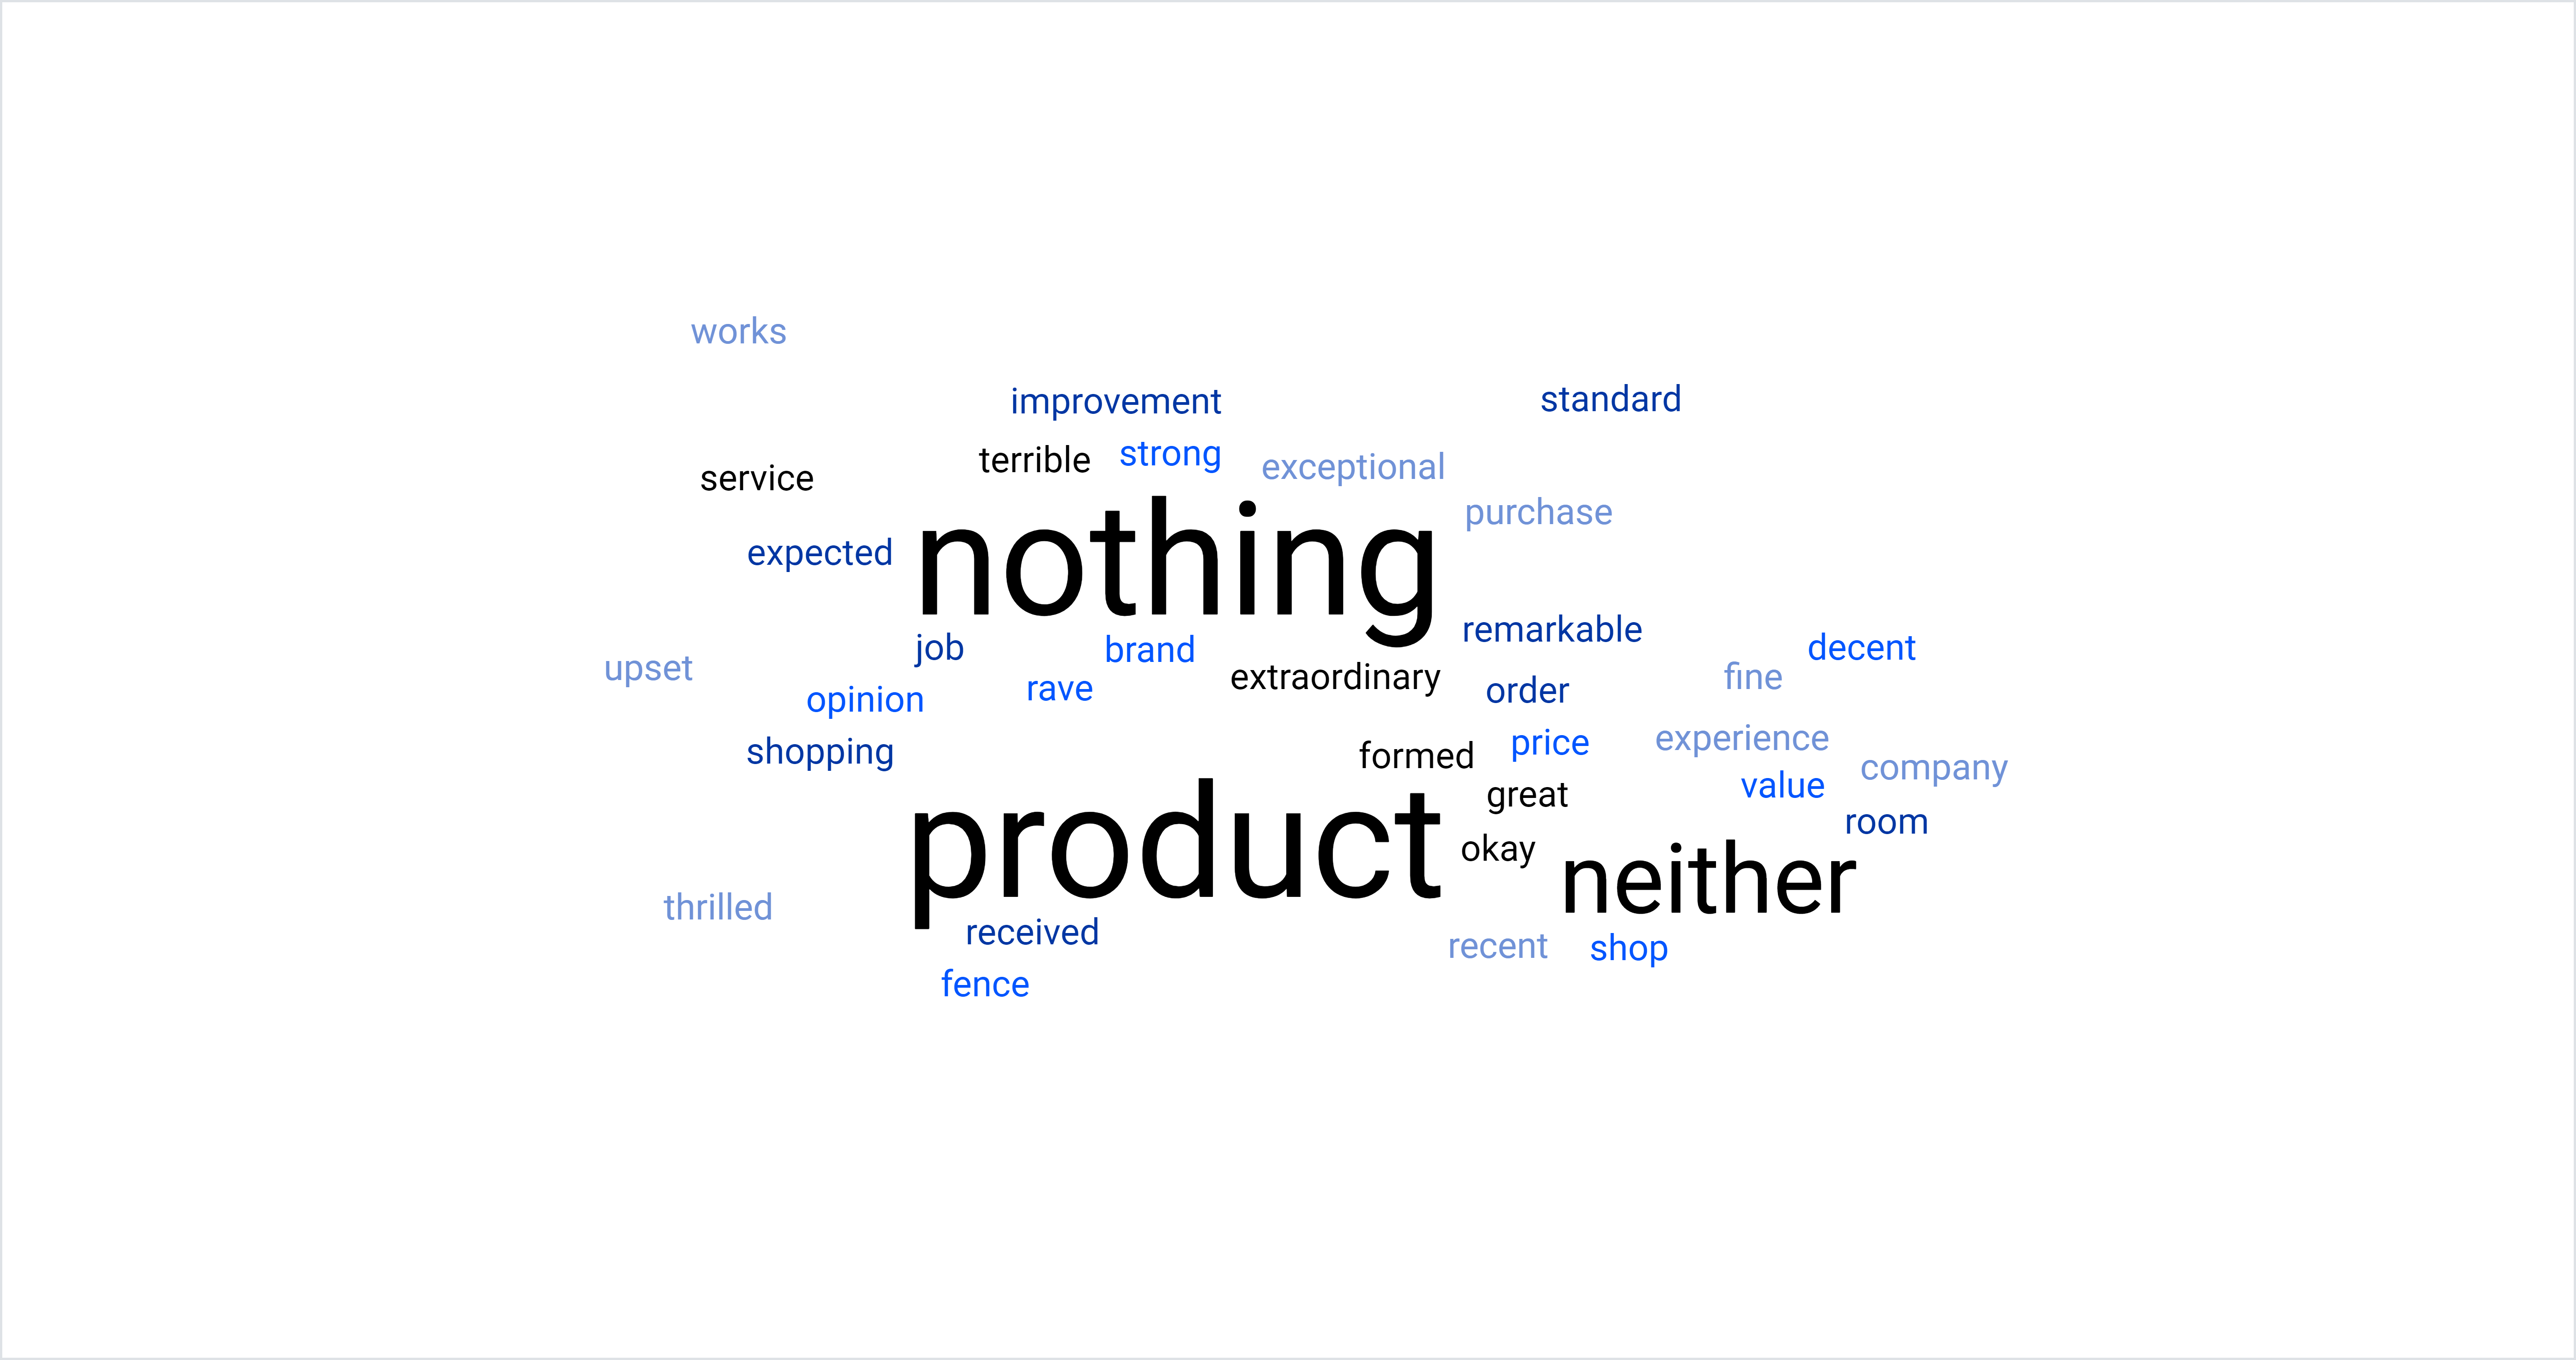 works
improvement
standard
terrible
strong
exceptional
service
purchase
expected
nothing
remarkable
job
brand
decent
upset
extraordinary
fine
opinion
rave
order
shopping
formed
price
experience
company
value
great
room
okay
product
neither
thrilled
received
recent
shop
fence